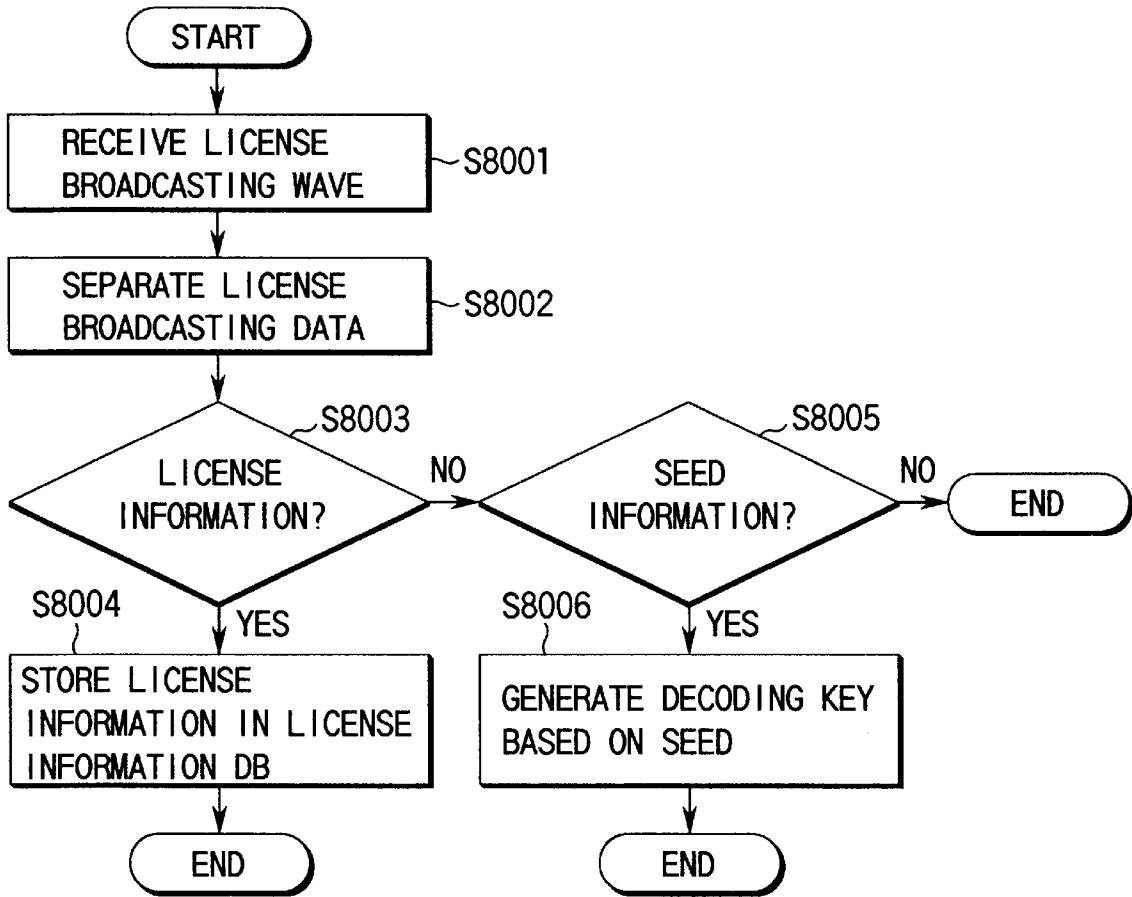 START
RECEIVE LICENSE
BROADCASTING WAVE
S8001
SEPARATE LICENSE
BROADCASTING DATA
S8002
S8003
LICENSE
INFORMATION?
NO
S8005
SEED
INFORMATION?
NO
END
S8004
YES
STORE LICENSE
INFORMATION IN LICENSE
INFORMATION DB
END
S8006
YES
GENERATE DECODING KEY
BASED ON SEED
END